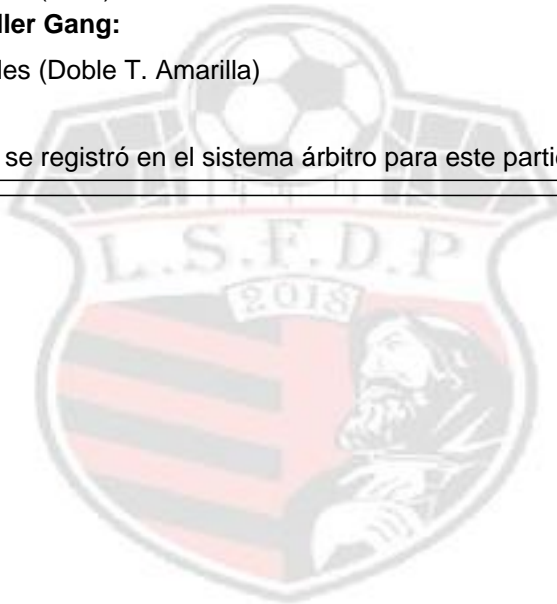 ller Gang:
les (Doble T. Amarilla)
se registró en el sistema árbitro para este parti
L.S.F.D.P
2018